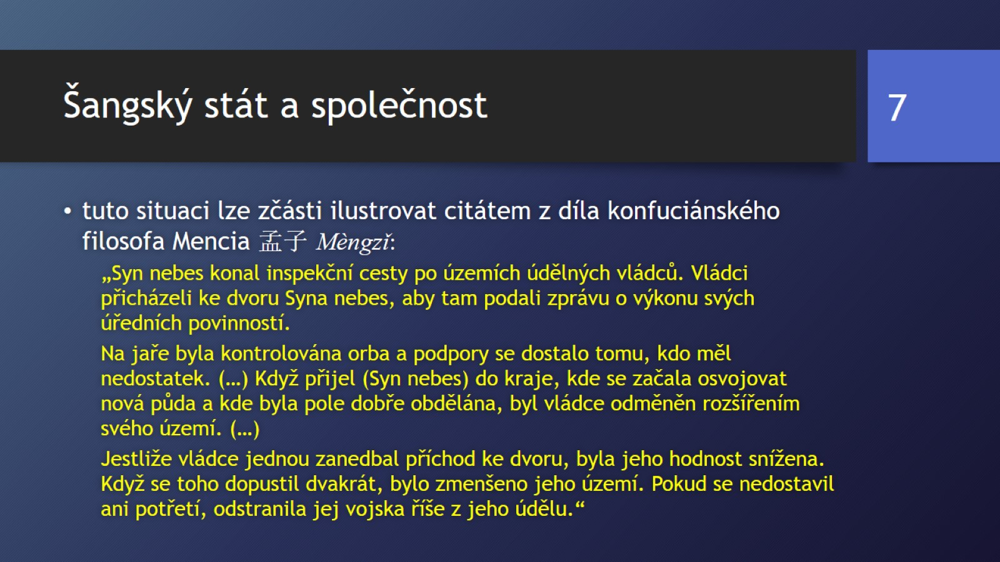 Šangský stát a společnost
7
• tuto situaci lze zčásti ilustrovat citátem z díla konfuciánského
filosofa Mencia 孟子 Mèngzǐ:
„Syn nebes konal inspekční cesty po územích údělných vládců. Vládci
přicházeli ke dvoru Syna nebes, aby tam podali zprávu o výkonu svých
úředních povinností.
Na jaře byla kontrolována orba a podpory se dostalo tomu, kdo měl
nedostatek. (…) Když přijel (Syn nebes) do kraje, kde se začala osvojovat
nová půda a kde byla pole dobře obdělána, byl vládce odměněn rozšířením
svého území. (…)
Jestliže vládce jednou zanedbal příchod ke dvoru, byla jeho hodnost snížena.
Když se toho dopustil dvakrát, bylo zmenšeno jeho území. Pokud se nedostavil
ani potřetí, odstranila jej vojska říše z jeho údělu.“